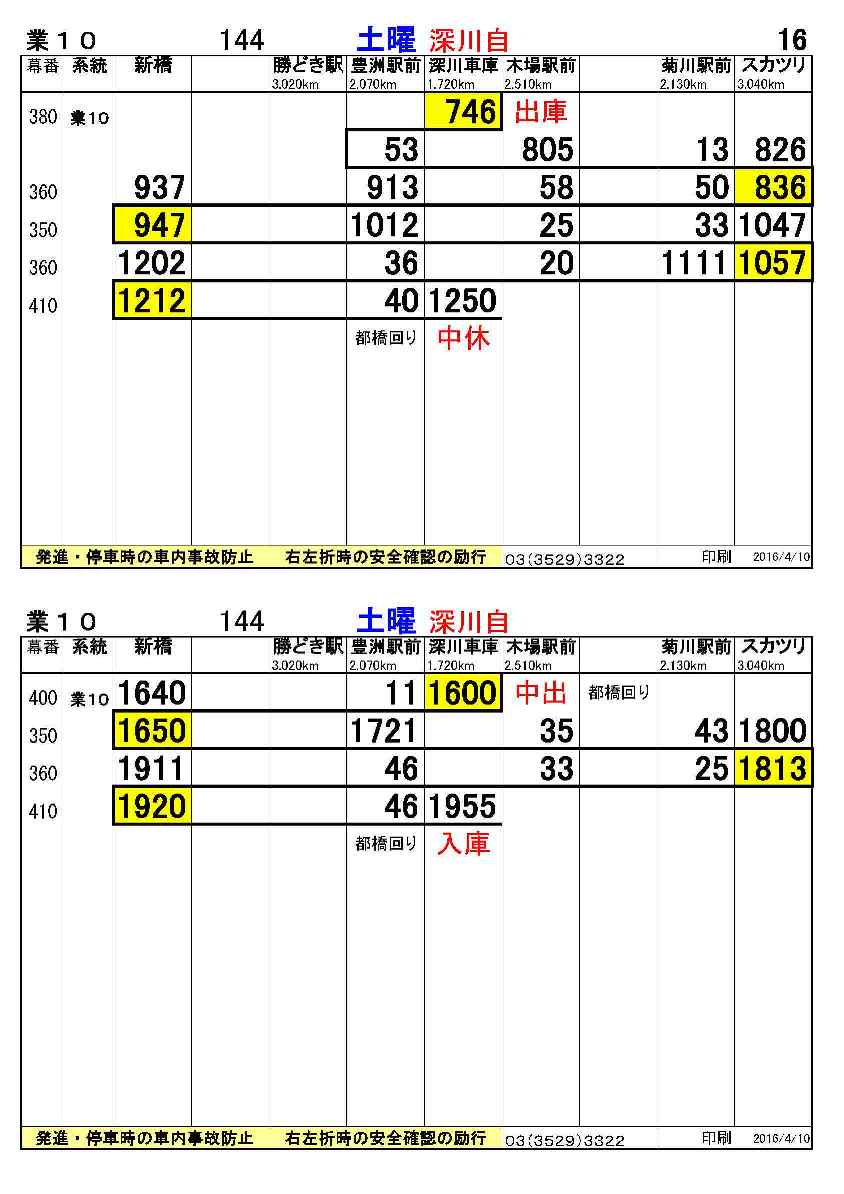 業１０ 144 土曜 深川自 16
幕番 系統 新橋 勝どき駅 豊洲駅前 深川車庫 木場駅前 菊川駅前 スカツリ
3.020km 2.070km 1.720km 2.510km 2.130km 3.040km
380 業10 746 出庫
53 805 13 826
360 937 913 58 50 836
350 947 1012 25 33 1047
360 1202 36 20 1111 1057
410 1212 40 1250
都橋回り 中休
発進・停車時の車内事故防止 右左折時の安全確認の励行 03(3529)3322 印刷 2016/4/10
業１０ 144 土曜 深川自
幕番 系統 新橋 勝どき駅 豊洲駅前 深川車庫 木場駅前 菊川駅前 スカツリ
3.020km 2.070km 1.720km 2.510km 2.130km 3.040km
400 業10 1640 11 1600 中出 都橋回り
350 1650 1721 35 43 1800
360 1911 46 33 25 1813
410 1920 46 1955
都橋回り 入庫
発進・停車時の車内事故防止 右左折時の安全確認の励行 03(3529)3322 印刷 2016/4/10